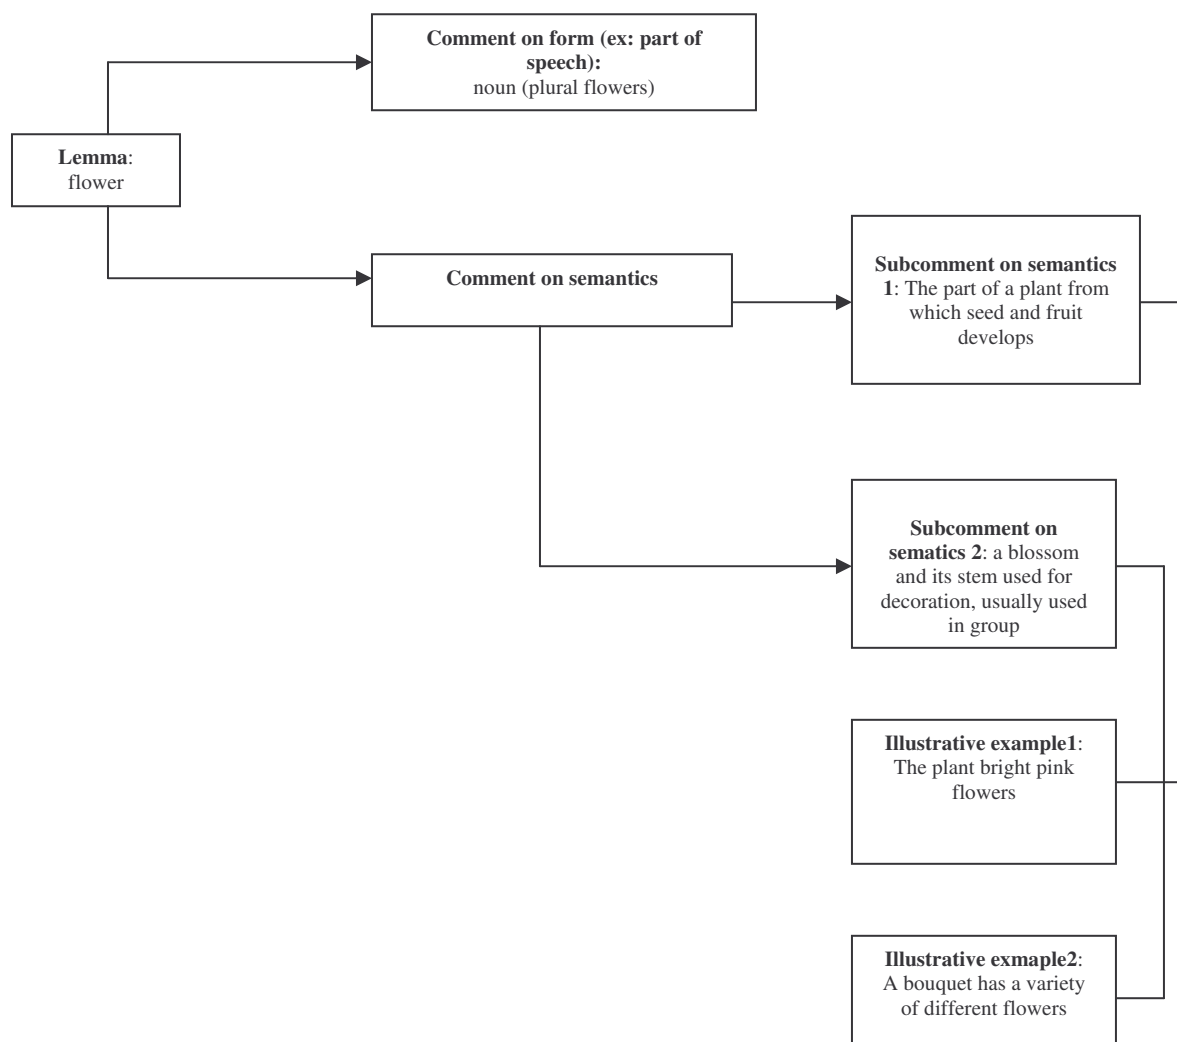 Comment on form (ex: part of
speech):
noun (plural flowers)
Lemma:
flower
Comment on semantics
Subcomment on semantics
1: The part of a plant from
which seed and fruit
develops
Subcomment on
sematics 2: a blossom
and its stem used for
decoration, usually used
in group
Illustrative example1:
The plant bright pink
flowers
Illustrative exmaple2:
A bouquet has a variety
of different flowers